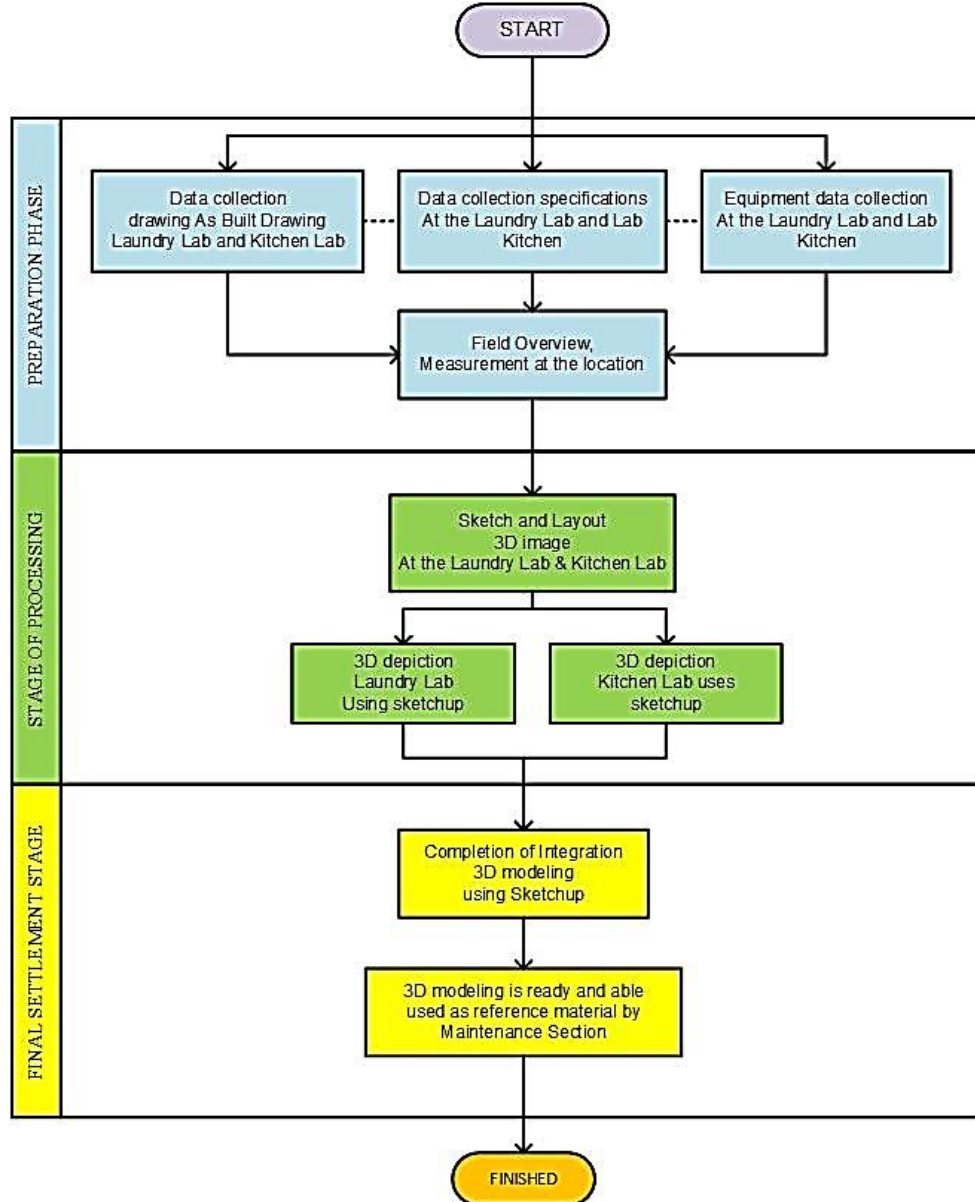 START
PREPARATION PHASE
Data collection
drawing As Built Drawing
Laundry Lab and Kitchen Lab
Data collection specifications
At the Laundry Lab and Lab
Kitchen
Equipment data collection
At the Laundry Lab and Lab
Kitchen
Field Overview,
Measurement at the location
STAGE OF PROCESSING
Sketch and Layout
3D image
At the Laundry Lab & Kitchen Lab
3D depiction
Laundry Lab
Using sketchup
3D depiction
Kitchen Lab uses
sketchup
FINAL SETTLEMENT STAGE
Completion of Integration
3D modeling
using Sketchup
3D modeling is ready and able
used as reference material by
Maintenance Section
FINISHED